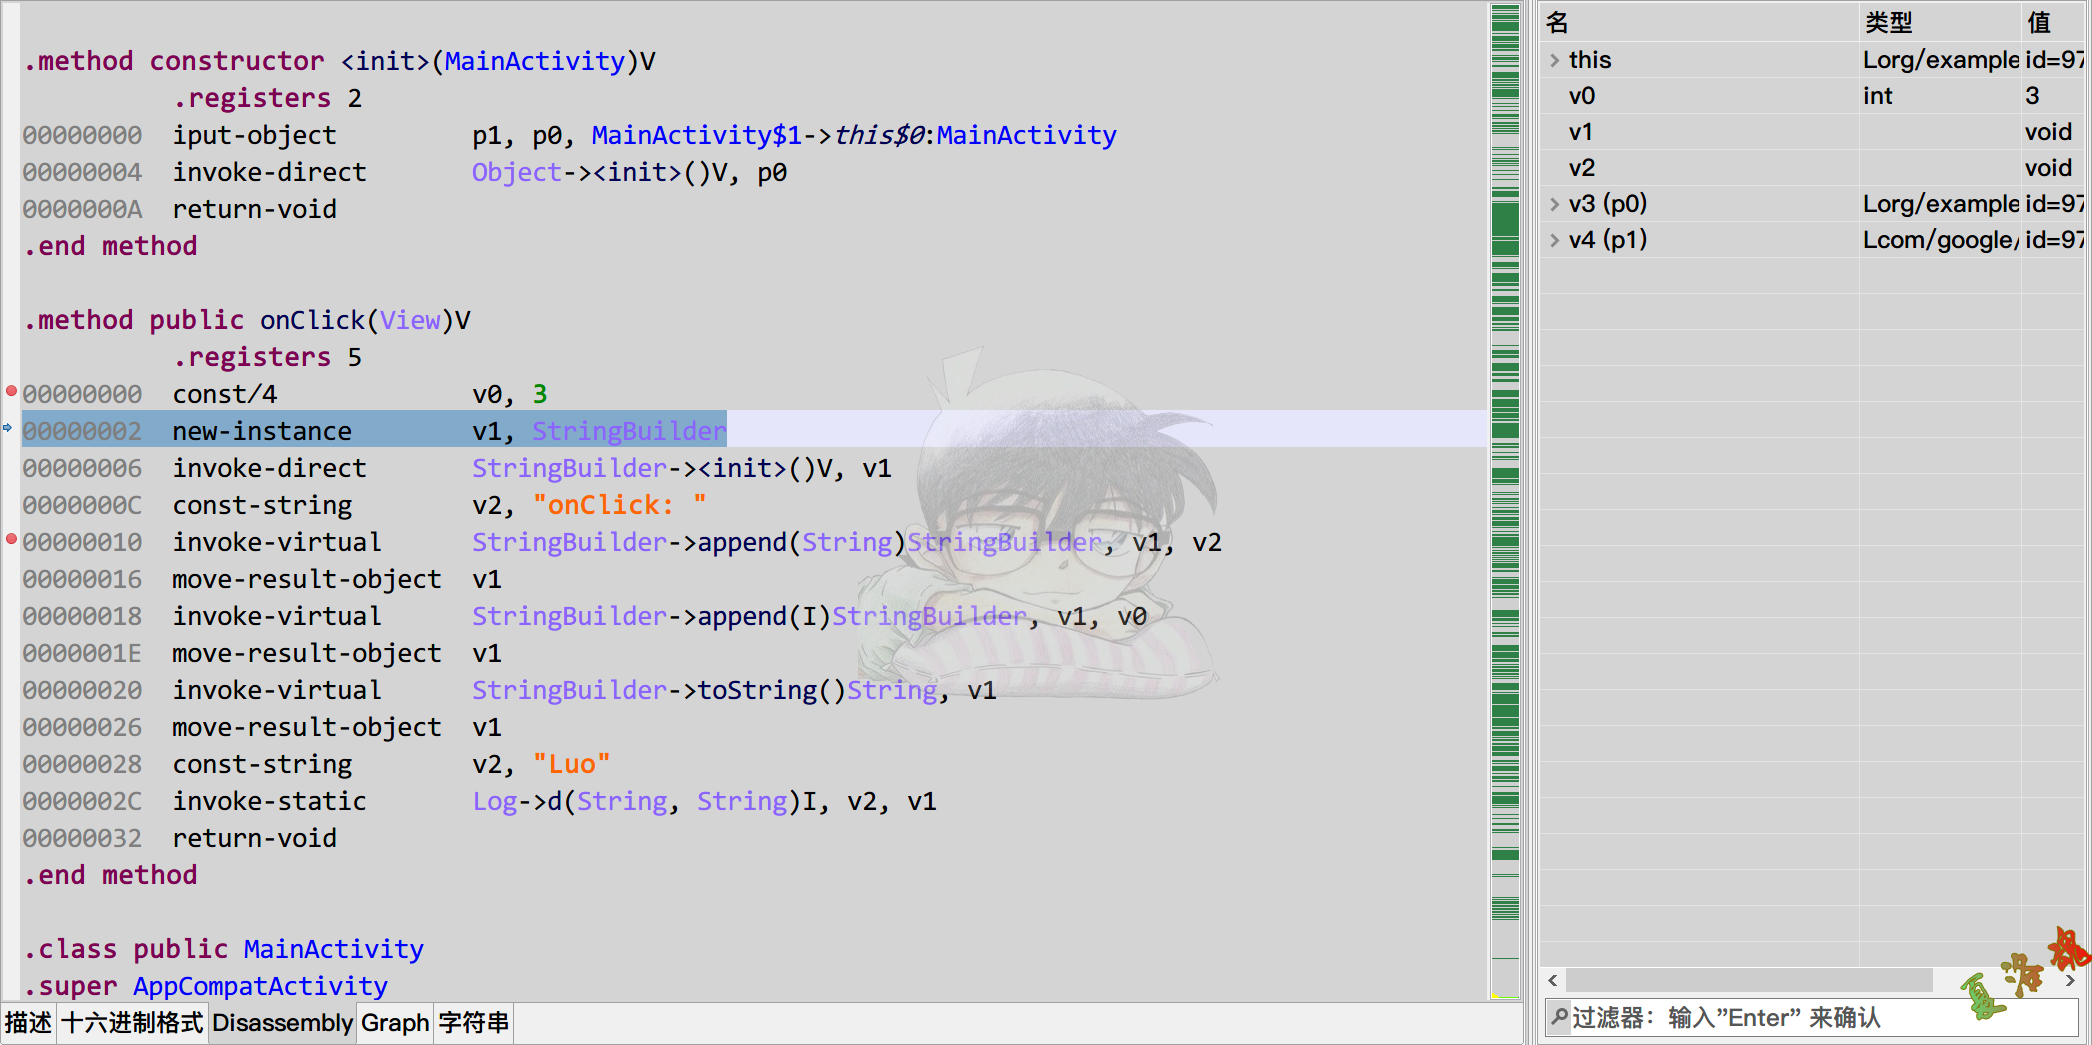 .method constructor <init>(MainActivity)V
.registers 2
00000000 iput-object p1, p0, MainActivity$1->this$0:MainActivity
00000004 invoke-direct Object-><init>()V, p0
0000000A return-void
.end method
.method public onClick(View)V
.registers 5
00000000 const/4 v0, 3
00000002 new-instance v1, StringBuilder
00000006 invoke-direct StringBuilder-><init>()V, v1
0000000C const-string v2, "onClick: "
00000010 invoke-virtual StringBuilder->append(String)StringBuilder, v1, v2
00000016 move-result-object v1
00000018 invoke-virtual StringBuilder->append(I)StringBuilder, v1, v0
0000001E move-result-object v1
00000020 invoke-virtual StringBuilder->toString()String, v1
00000026 move-result-object v1
00000028 const-string v2, "Luo"
0000002C invoke-static Log->d(String, String)I, v2, v1
00000032 return-void
.end method
.class public MainActivity
.super AppCompatActivity
描述 十六进制格式 Disassembly Graph 字符串
名 类型 值
this Lorg/example id=97
v0 int 3
v1 void
v2 void
v3 (p0) Lorg/example id=97
v4 (p1) Lcom/google/ id=97
过滤器：输入”Enter” 来确认